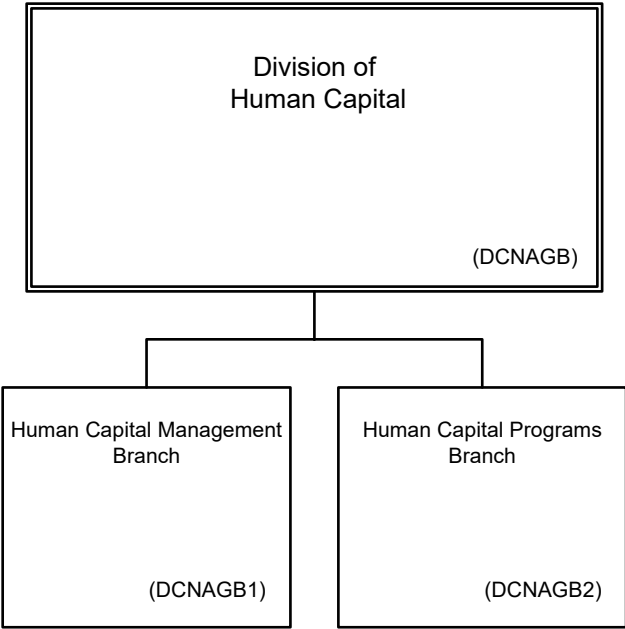 Division of
Human Capital
(DCNAGB)
Human Capital Management
Branch
(DCNAGB1)
Human Capital Programs
Branch
(DCNAGB2)